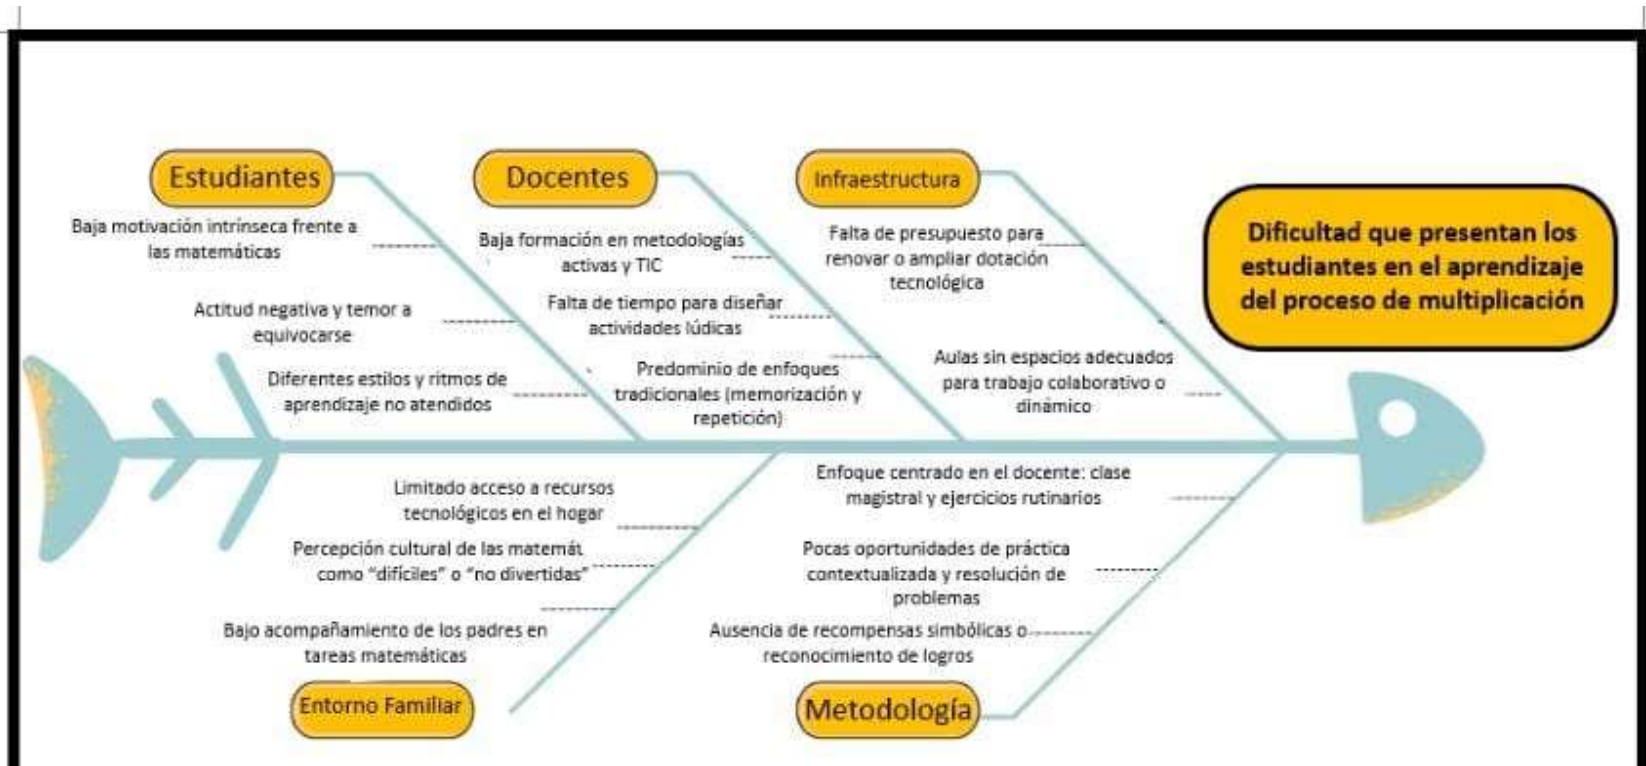 Estudiantes
Baja motivación intrínseca frente a
las matemáticas
Actitud negativa y temor a
equivocarse
Diferentes estilos y ritmos de
aprendizaje no atendidos
Docentes
Baja formación en metodologías
activas y TIC
Falta de tiempo para diseñar
actividades lúdicas
Predominio de enfoques
tradicionales (memorización y
repetición)
Infraestructura
Falta de presupuesto para
renovar o ampliar dotación
tecnológica
Aulas sin espacios adecuados
para trabajo colaborativo o
dinámico
Dificultad que presentan los
estudiantes en el aprendizaje
del proceso de multiplicación
Limitado acceso a recursos
tecnológicos en el hogar
Percepción cultural de las matemát
como “difíciles” o “no divertidas”
Bajo acompañamiento de los padres en
tareas matemáticas
Entorno Familiar
Enfoque centrado en el docente: clase
magistral y ejercicios rutinarios
Pocas oportunidades de práctica
contextualizada y resolución de
problemas
Ausencia de recompensas simbólicas o
reconocimiento de logros
Metodología